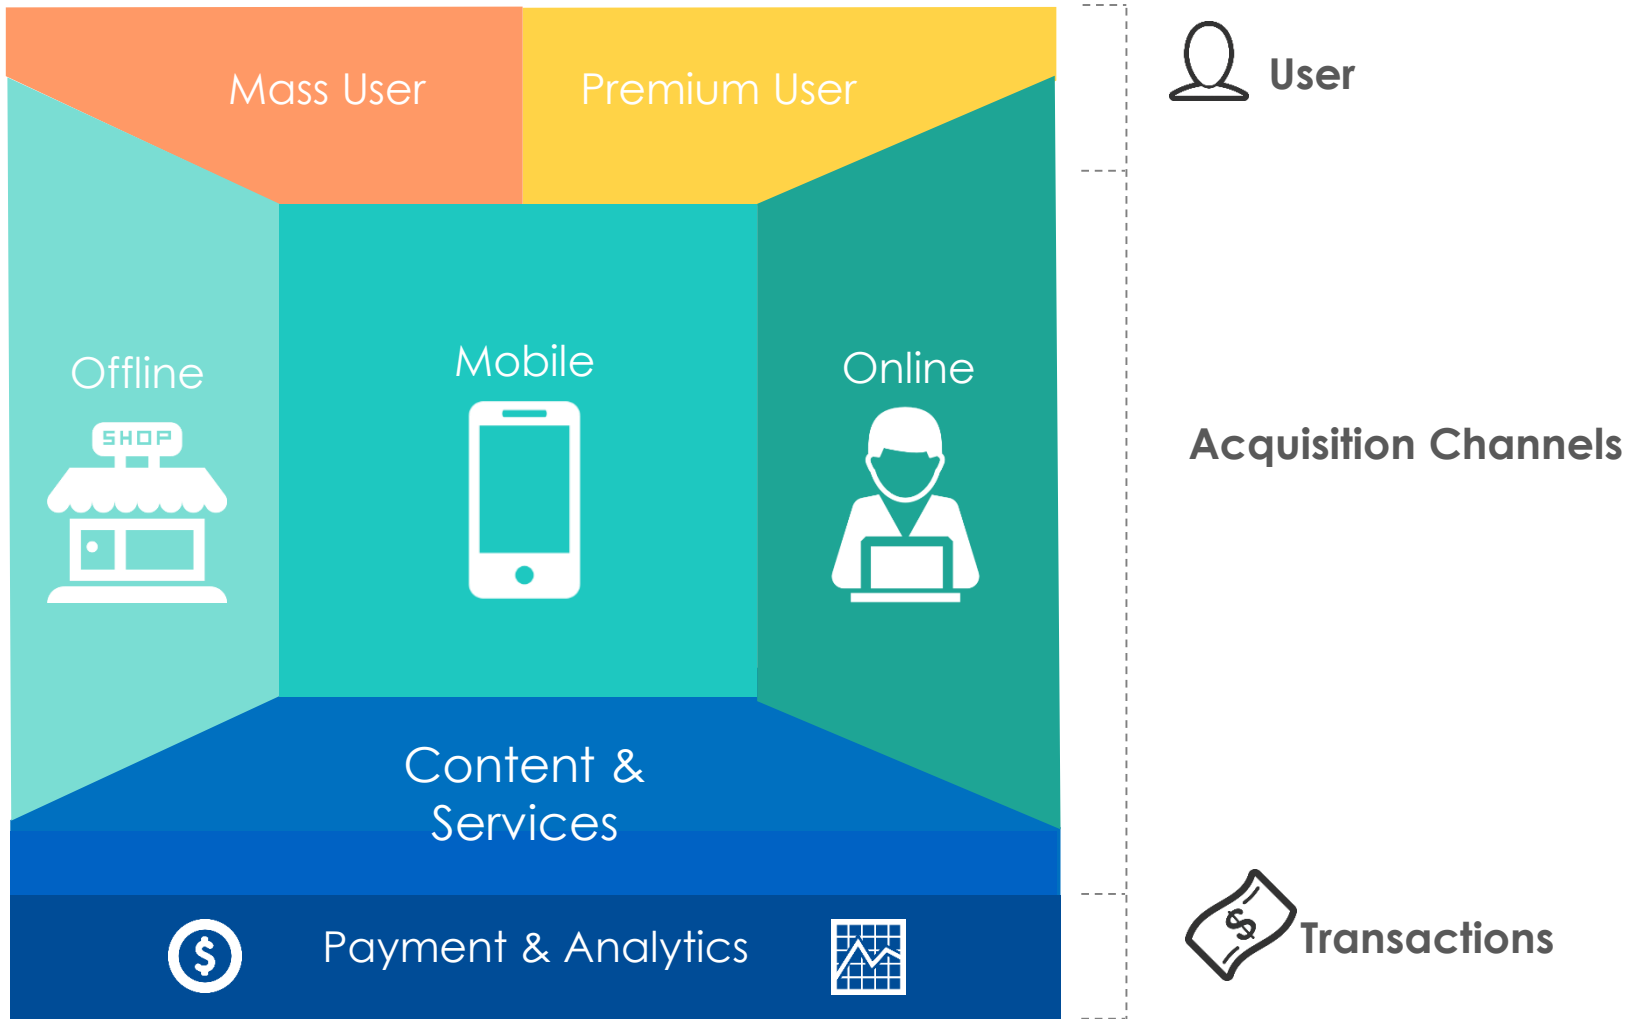 Mass User
Premium User
User
Offline
SHOP
Mobile
Online
Acquisition Channels
Content &
Services
$
Payment & Analytics
$
Transactions